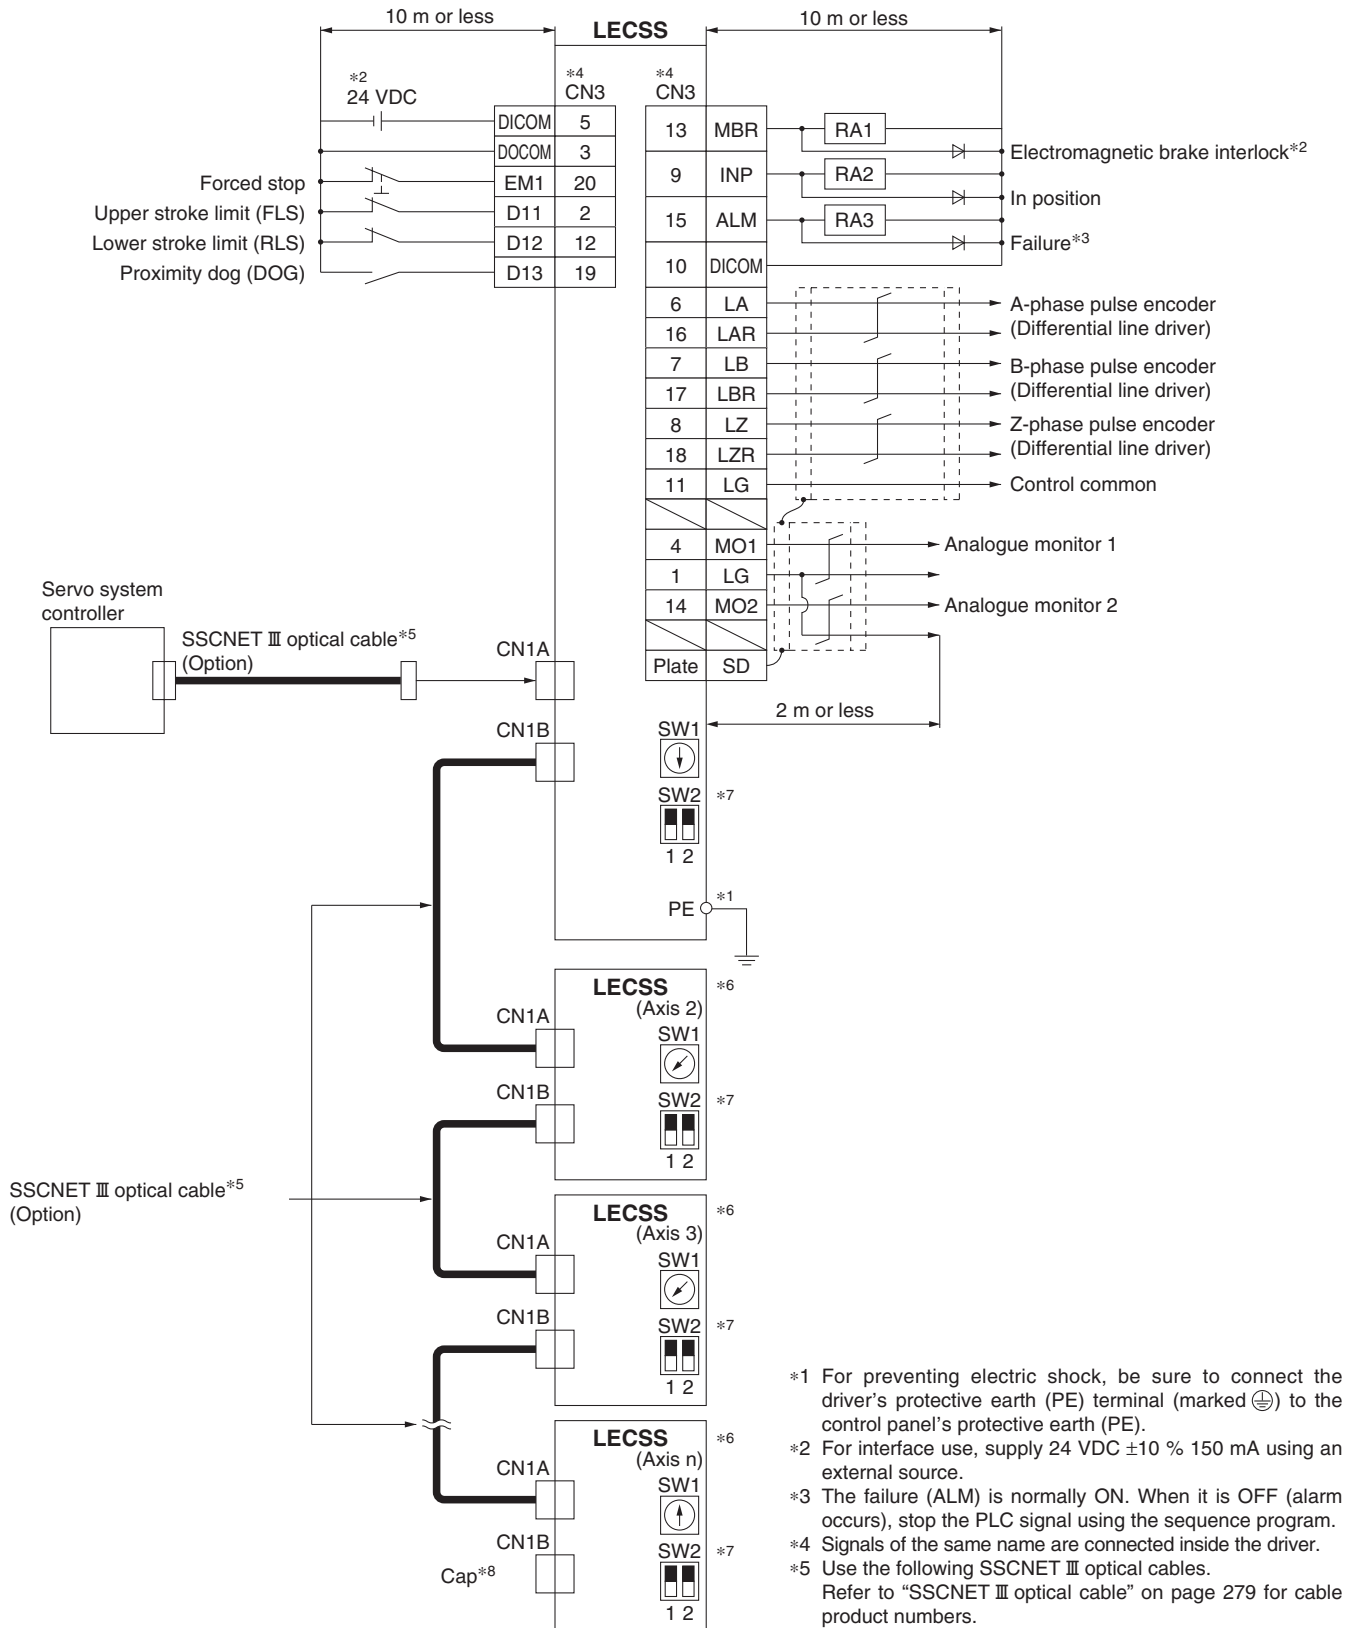 10 m or less
LECSS
10 m or less
*2
24 VDC
*4
CN3
*4
CN3
DICOM 5
DOCOM 3
Forced stop EM1 20
Upper stroke limit (FLS) D11 2
Lower stroke limit (RLS) D12 12
Proximity dog (DOG) D13 19
13 MBR RA1
Electromagnetic brake interlock*2
9 INP RA2
In position
15 ALM RA3
Failure*3
10 DICOM
6 LA A-phase pulse encoder
16 LAR (Differential line driver)
7 LB B-phase pulse encoder
17 LBR (Differential line driver)
8 LZ Z-phase pulse encoder
18 LZR (Differential line driver)
11 LG Control common
4 MO1 Analogue monitor 1
1 LG
14 MO2 Analogue monitor 2
Plate SD
2 m or less
Servo system
controller
SSCNET Ⅲ optical cable*5
(Option)
CN1A
CN1B
SW1
SW2 *7
1 2
PE *1
LECSS *6
(Axis 2)
CN1A
SW1
CN1B
SW2 *7
1 2
SSCNET Ⅲ optical cable*5
(Option)
LECSS *6
(Axis 3)
CN1A
SW1
CN1B
SW2 *7
1 2
LECSS *6
(Axis n)
CN1A
SW1
CN1B
Cap*8
SW2 *7
1 2
*1 For preventing electric shock, be sure to connect the
driver's protective earth (PE) terminal (marked ⏚) to the
control panel's protective earth (PE).
*2 For interface use, supply 24 VDC ±10 % 150 mA using an
external source.
*3 The failure (ALM) is normally ON. When it is OFF (alarm
occurs), stop the PLC signal using the sequence program.
*4 Signals of the same name are connected inside the driver.
*5 Use the following SSCNET Ⅲ optical cables.
Refer to “SSCNET Ⅲ optical cable” on page 279 for cable
product numbers.